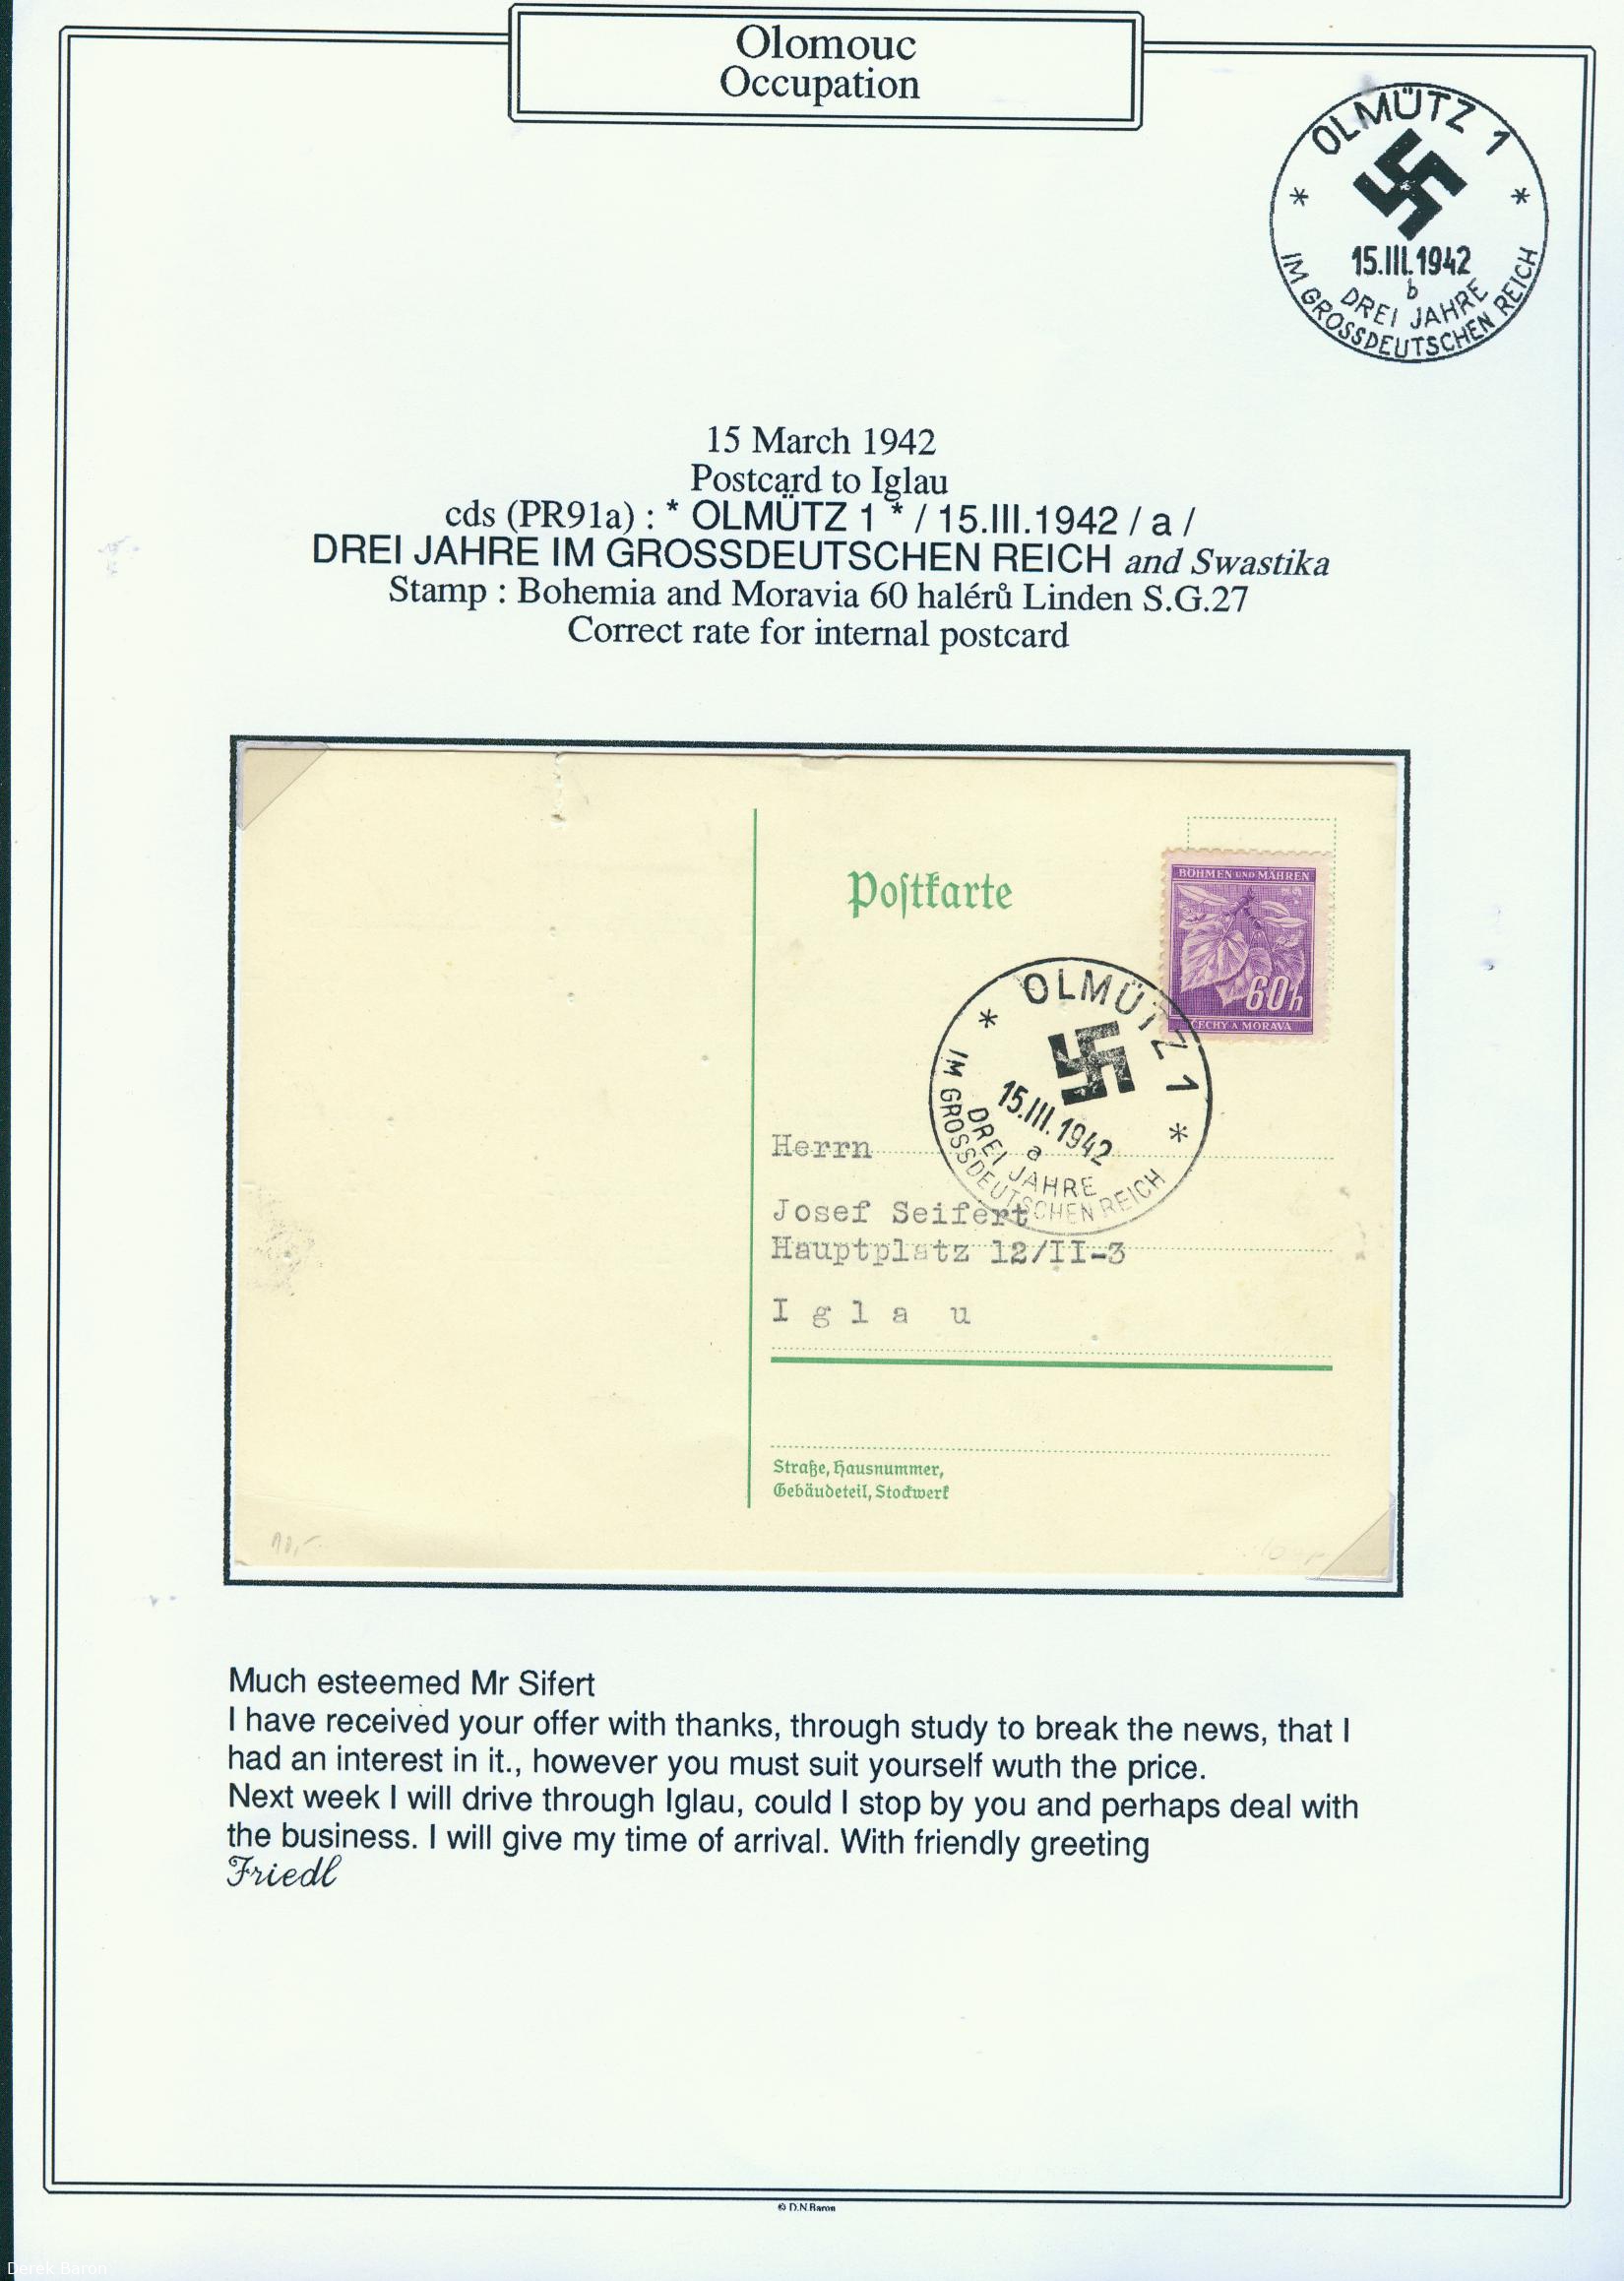 Olomouc
Occupation
OLMÜTZ 1
* *
15.III.1942
b
DREI JAHRE
IM GROSSDEUTSCHEN REICH
15 March 1942
Postcard to Iglau
cds (PR91a) : * OLMÜTZ 1 * / 15.III.1942 / a /
DREI JAHRE IM GROSSDEUTSCHEN REICH and Swastika
Stamp : Bohemia and Moravia 60 halérů Linden S.G.27
Correct rate for internal postcard
Postkarte
BÖHMEN UND MÄHREN
60h
ČECHY A MORAVA
* OLMÜTZ 1 *
15.III.1942
a
DREI JAHRE
IM GROSSDEUTSCHEN REICH
Herrn
Josef Seifert
Hauptplatz 12/II-3
I g l a u
Straße, Hausnummer,
Gebäudeteil, Stockwerk
Much esteemed Mr Sifert
I have received your offer with thanks, through study to break the news, that I
had an interest in it., however you must suit yourself wuth the price.
Next week I will drive through Iglau, could I stop by you and perhaps deal with
the business. I will give my time of arrival. With friendly greeting
Friedl
© D.N.Baron
Derek Baron